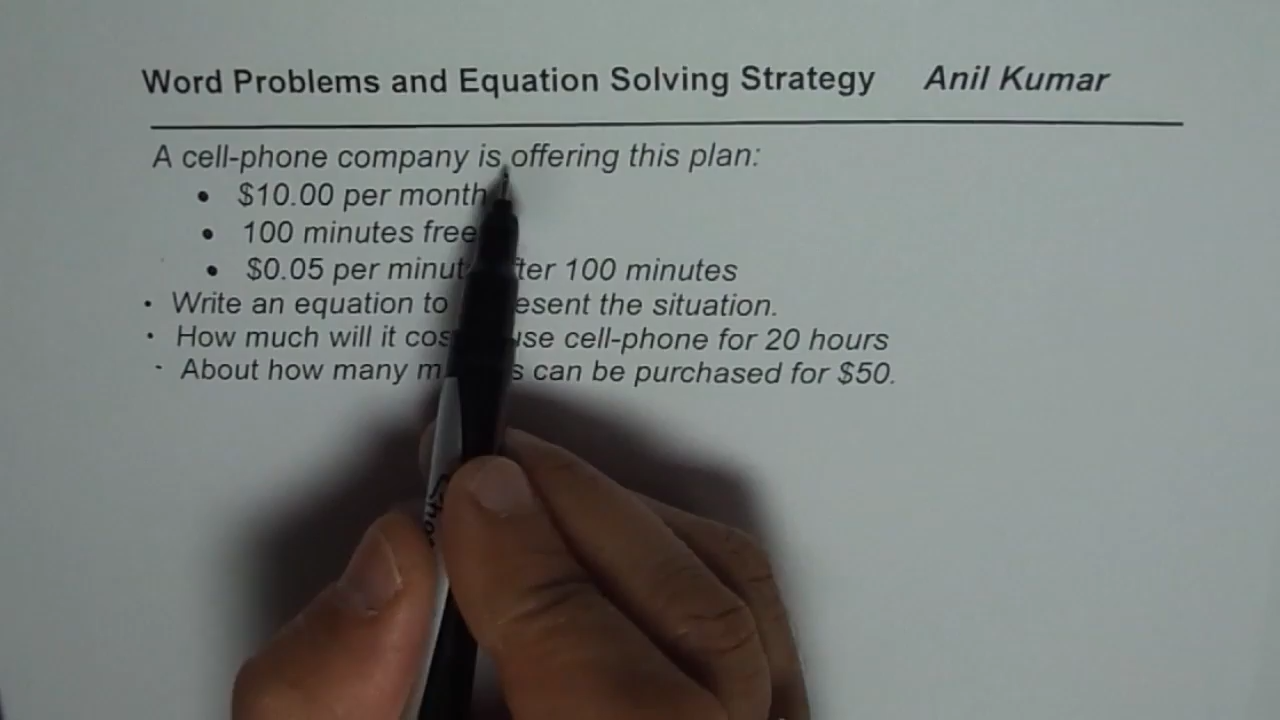 Word Problems and Equation Solving Strategy Anil Kumar
A cell-phone company is offering this plan:
• $10.00 per month
• 100 minutes free
• $0.05 per minut ter 100 minutes
• Write an equation to esent the situation.
• How much will it cos use cell-phone for 20 hours
- About how many m s can be purchased for $50.
Sha